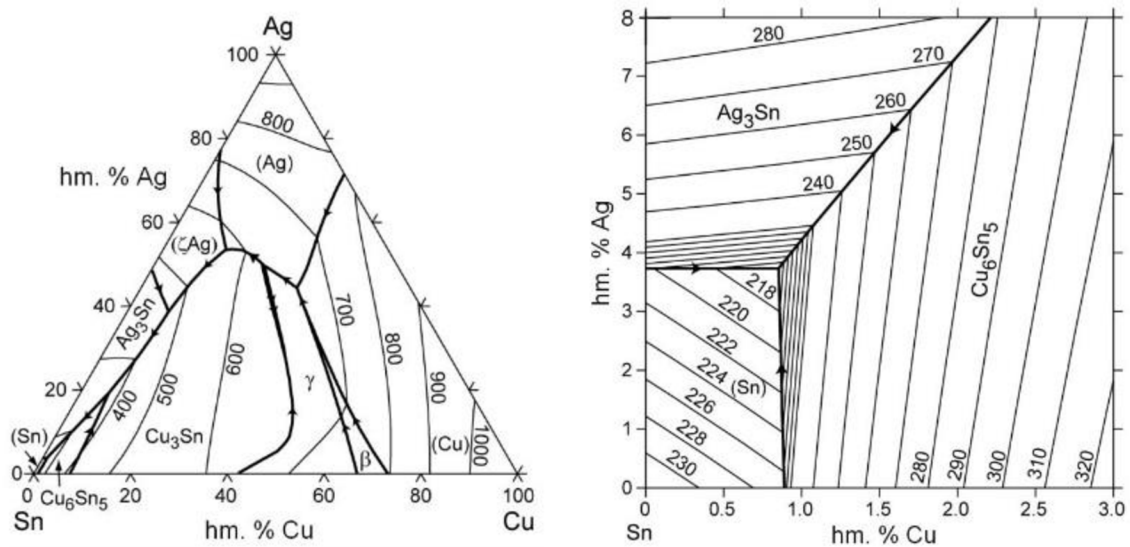 Ag
100
800
80
(Ag)
hm. % Ag
60
(ζAg)
40
Ag3Sn
700
800
600
500
900
400
20
γ
(Sn)
Cu3Sn
(Cu)
1000
β
0
0
Cu6Sn5
20
40
60
80
100
Sn
hm. % Cu
Cu
8
280
270
7
Ag3Sn
260
6
250
5
240
hm. % Ag
4
Cu6Sn5
218
3
220
222
2
224 (Sn)
226
1
228
230
280
290
300
310
320
0
0
0.5
1.0
1.5
2.0
2.5
3.0
Sn
hm. % Cu